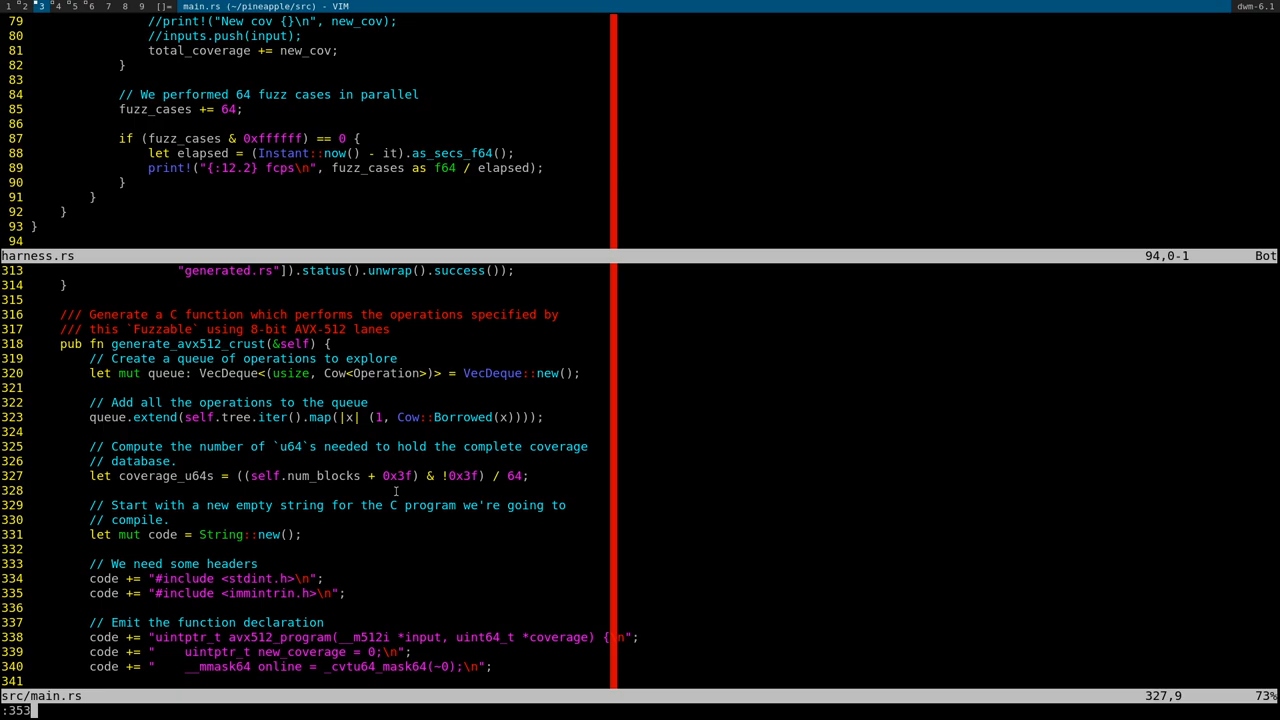 1 2 3 4 5 6 7 8 9 []= main.rs (~/pineapple/src) - VIM dwm-6.1
79 //print!("New cov {}\n", new_cov);
80 //inputs.push(input);
81 total_coverage += new_cov;
82 }
83
84 // We performed 64 fuzz cases in parallel
85 fuzz_cases += 64;
86
87 if (fuzz_cases & 0xffffff) == 0 {
88 let elapsed = (Instant::now() - it).as_secs_f64();
89 print!("{:12.2} fcps\n", fuzz_cases as f64 / elapsed);
90 }
91 }
92 }
93 }
94
harness.rs 94,0-1 Bot
313 "generated.rs"]).status().unwrap().success());
314 }
315
316 /// Generate a C function which performs the operations specified by
317 /// this `Fuzzable` using 8-bit AVX-512 lanes
318 pub fn generate_avx512_crust(&self) {
319 // Create a queue of operations to explore
320 let mut queue: VecDeque<(usize, Cow<Operation>)> = VecDeque::new();
321
322 // Add all the operations to the queue
323 queue.extend(self.tree.iter().map(|x| (1, Cow::Borrowed(x))));
324
325 // Compute the number of `u64`s needed to hold the complete coverage
326 // database.
327 let coverage_u64s = ((self.num_blocks + 0x3f) & !0x3f) / 64;
328
329 // Start with a new empty string for the C program we're going to
330 // compile.
331 let mut code = String::new();
332
333 // We need some headers
334 code += "#include <stdint.h>\n";
335 code += "#include <immintrin.h>\n";
336
337 // Emit the function declaration
338 code += "uintptr_t avx512_program(__m512i *input, uint64_t *coverage) {\n";
339 code += "    uintptr_t new_coverage = 0;\n";
340 code += "    __mmask64 online = _cvtu64_mask64(~0);\n";
341
src/main.rs 327,9 73%
:353